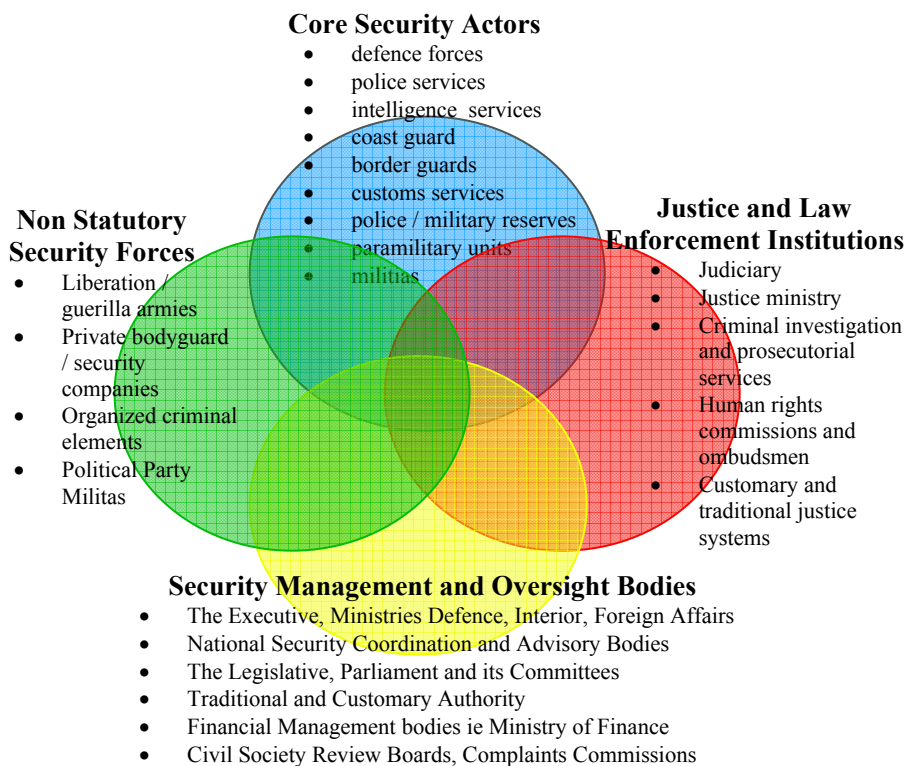 Core Security Actors
• defence forces
• police services
• intelligence services
• coast guard
• border guards
• customs services
• police / military reserves
• paramilitary units
• militias
Non Statutory
Security Forces
• Liberation /
guerilla armies
• Private bodyguard
/ security
companies
• Organized criminal
elements
• Political Party
Militas
Justice and Law
Enforcement Institutions
• Judiciary
• Justice ministry
• Criminal investigation
and prosecutorial
services
• Human rights
commissions and
ombudsmen
• Customary and
traditional justice
systems
Security Management and Oversight Bodies
• The Executive, Ministries Defence, Interior, Foreign Affairs
• National Security Coordination and Advisory Bodies
• The Legislative, Parliament and its Committees
• Traditional and Customary Authority
• Financial Management bodies ie Ministry of Finance
• Civil Society Review Boards, Complaints Commissions